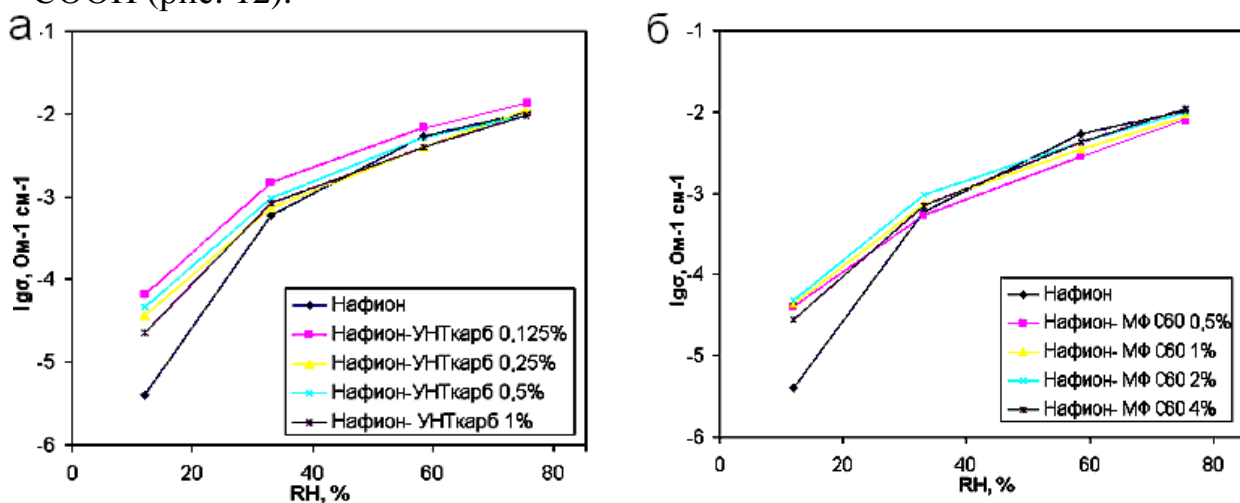 COOH (рис. 12).
а
-1
-2
-3
-4
-5
-6
lgσ, Ом-1 см-1
0
20
40
60
80
RH, %
Нафион
Нафион-УНТкарб 0,125%
Нафион-УНТкарб 0,25%
Нафион-УНТкарб 0,5%
Нафион- УНТкарб 1%
б
-1
-2
-3
-4
-5
-6
lgσ, Ом-1 см-1
0
20
40
60
80
RH, %
Нафион
Нафион- МФ С60 0,5%
Нафион- МФ С60 1%
Нафион- МФ С60 2%
Нафион- МФ С60 4%